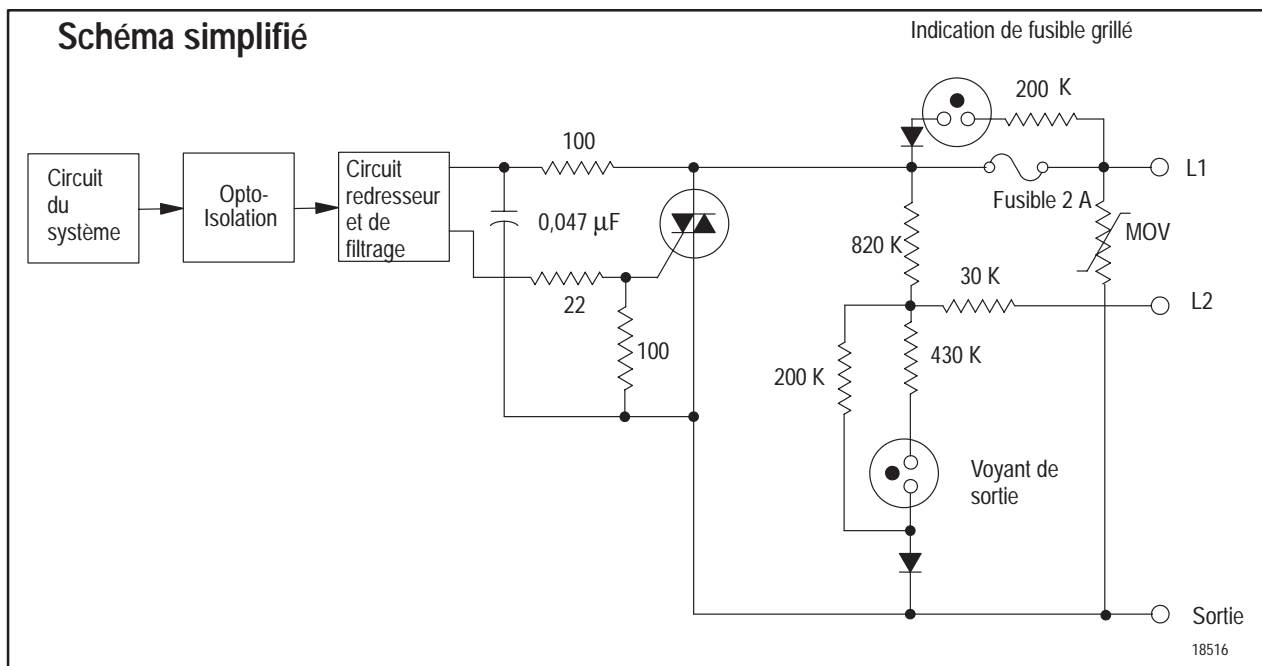 Schéma simplifié
Indication de fusible grillé
200 K
100
Circuit
du
système
Opto-
Isolation
Circuit
redresseur
et de
filtrage
0,047 µF
Fusible 2 A
L1
MOV
820 K
30 K
L2
22
100
200 K
430 K
Voyant de
sortie
Sortie
18516